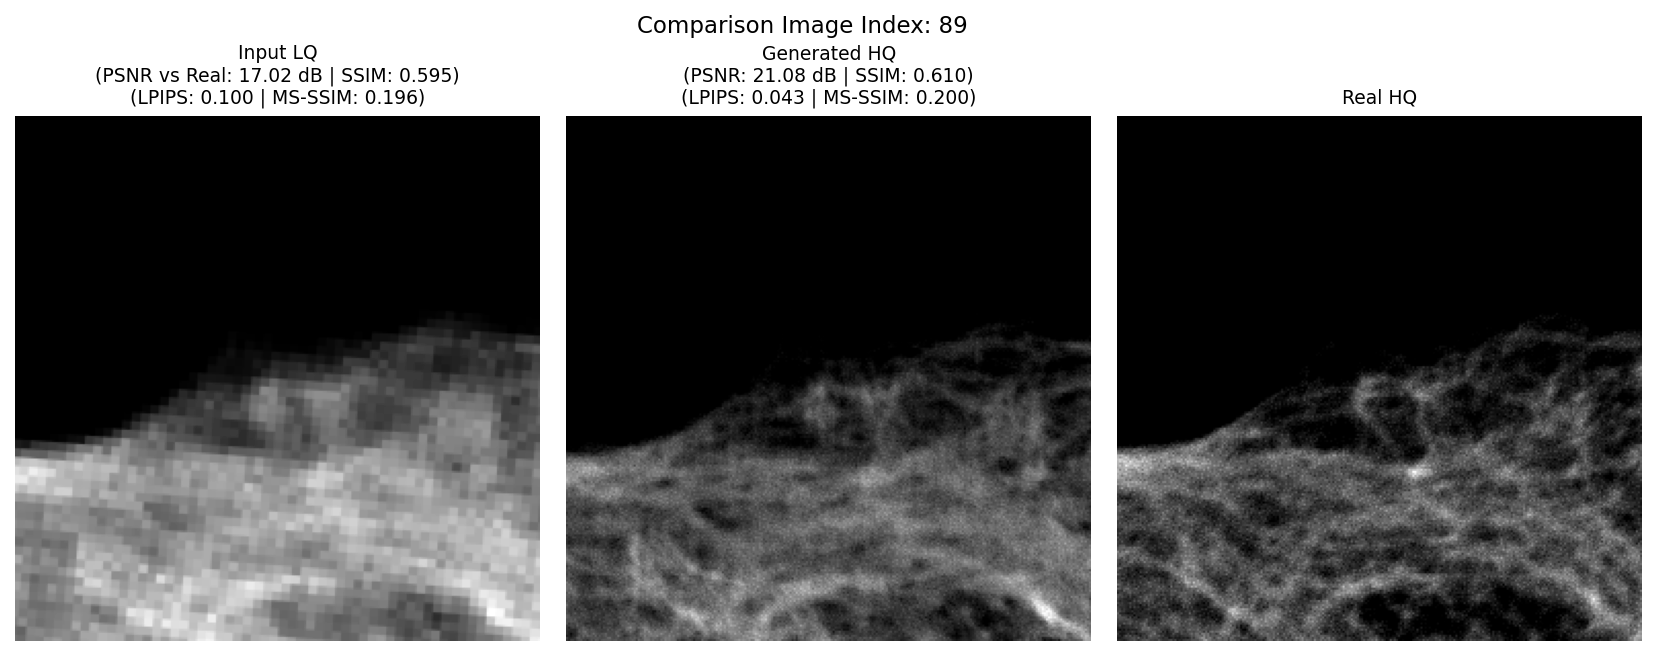 Comparison Image Index: 89
Input LQ
(PSNR vs Real: 17.02 dB | SSIM: 0.595)
(LPIPS: 0.100 | MS-SSIM: 0.196)
Generated HQ
(PSNR: 21.08 dB | SSIM: 0.610)
(LPIPS: 0.043 | MS-SSIM: 0.200)
Real HQ